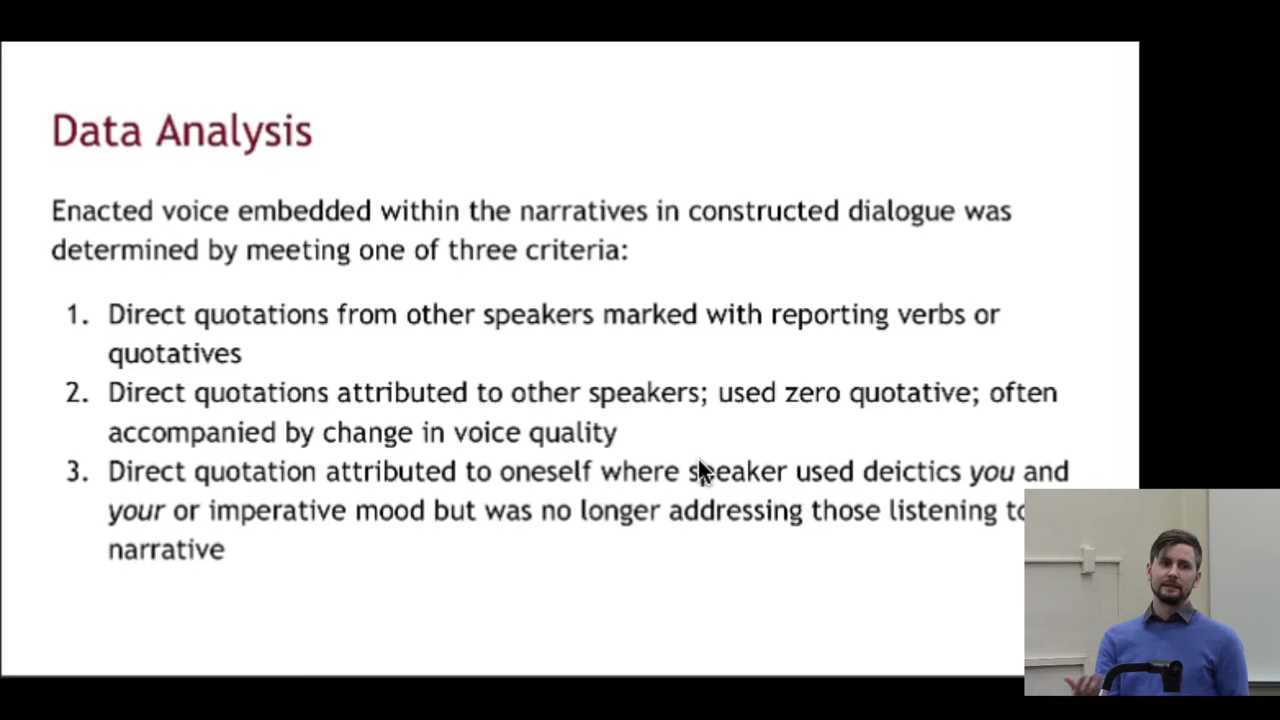 Data Analysis
Enacted voice embedded within the narratives in constructed dialogue was
determined by meeting one of three criteria:
1. Direct quotations from other speakers marked with reporting verbs or
quotatives
2. Direct quotations attributed to other speakers; used zero quotative; often
accompanied by change in voice quality
3. Direct quotation attributed to oneself where speaker used deictics you and
your or imperative mood but was no longer addressing those listening to
narrative